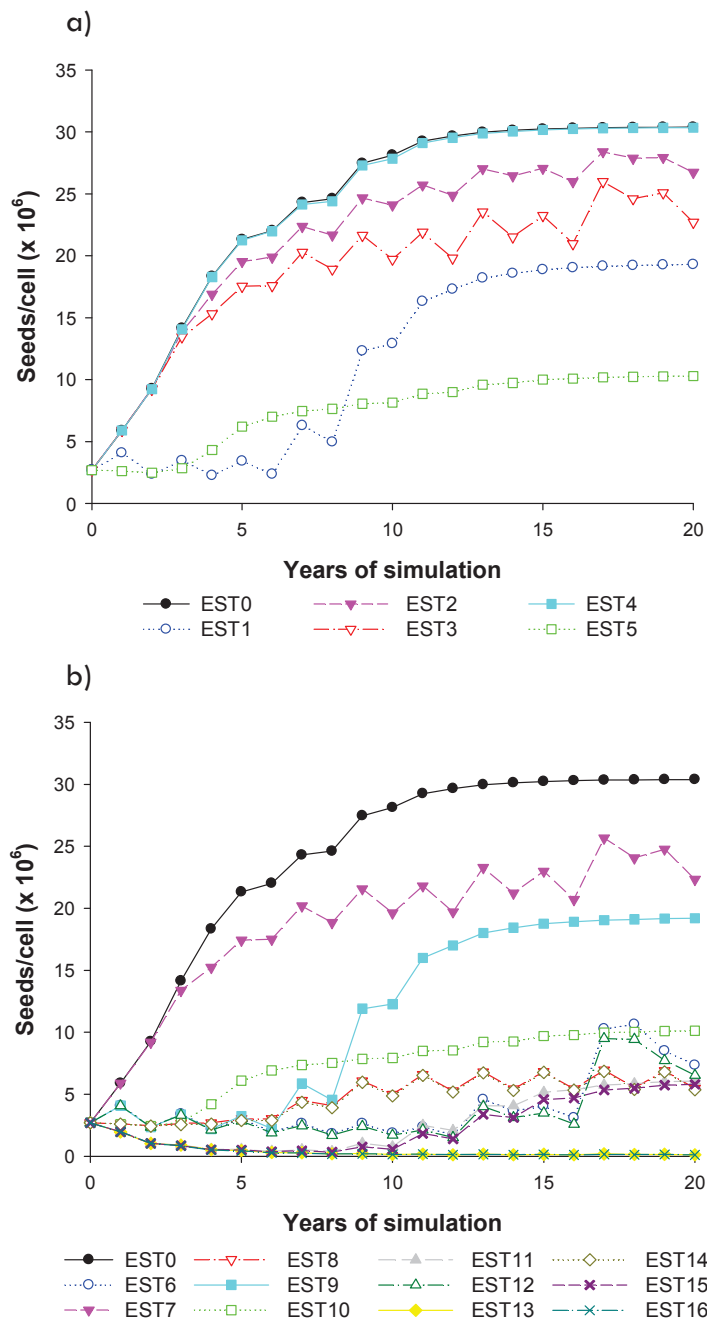 a)
35
30
25
20
15
10
5
0
Seeds/cell (x 10⁶)
0 5 10 15 20
Years of simulation
EST0 EST2 EST4
EST1 EST3 EST5
b)
35
30
25
20
15
10
5
0
Seeds/cell (x 10⁶)
0 5 10 15 20
Years of simulation
EST0 EST8 EST11 EST14
EST6 EST9 EST12 EST15
EST7 EST10 EST13 EST16